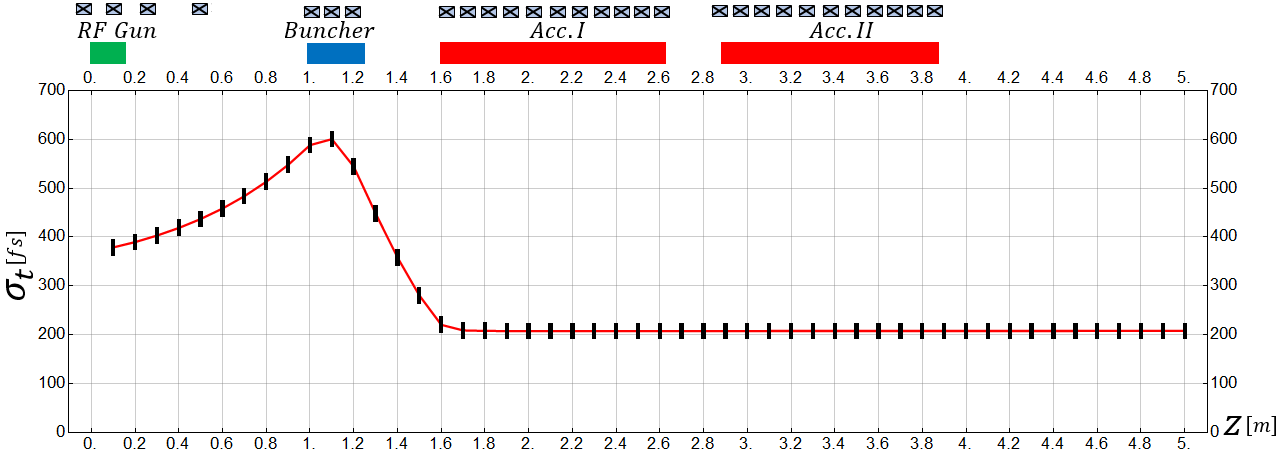 RF Gun Buncher Acc.I Acc.II
0. 0.2 0.4 0.6 0.8 1. 1.2 1.4 1.6 1.8 2. 2.2 2.4 2.6 2.8 3. 3.2 3.4 3.6 3.8 4. 4.2 4.4 4.6 4.8 5.
700 700
600 600
500 500
400 400
σt[fs]
300 300
200 200
100 100
0 0 z[m]
0. 0.2 0.4 0.6 0.8 1. 1.2 1.4 1.6 1.8 2. 2.2 2.4 2.6 2.8 3. 3.2 3.4 3.6 3.8 4. 4.2 4.4 4.6 4.8 5.